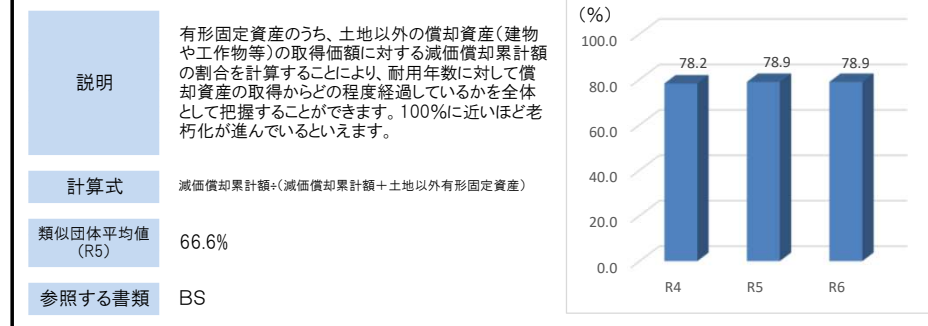 説明
有形固定資産のうち、土地以外の償却資産（建物
や工作物等）の取得価額に対する減価償却累計額
の割合を計算することにより、耐用年数に対して償
却資産の取得からどの程度経過しているかを全体
として把握することができます。100％に近いほど老
朽化が進んでいるといえます。
計算式
減価償却累計額÷（減価償却累計額＋土地以外有形固定資産）
類似団体平均値
（R5）
66.6%
参照する書類
BS
(%)
100.0
80.0
60.0
40.0
20.0
0.0
78.2
78.9
78.9
R4
R5
R6